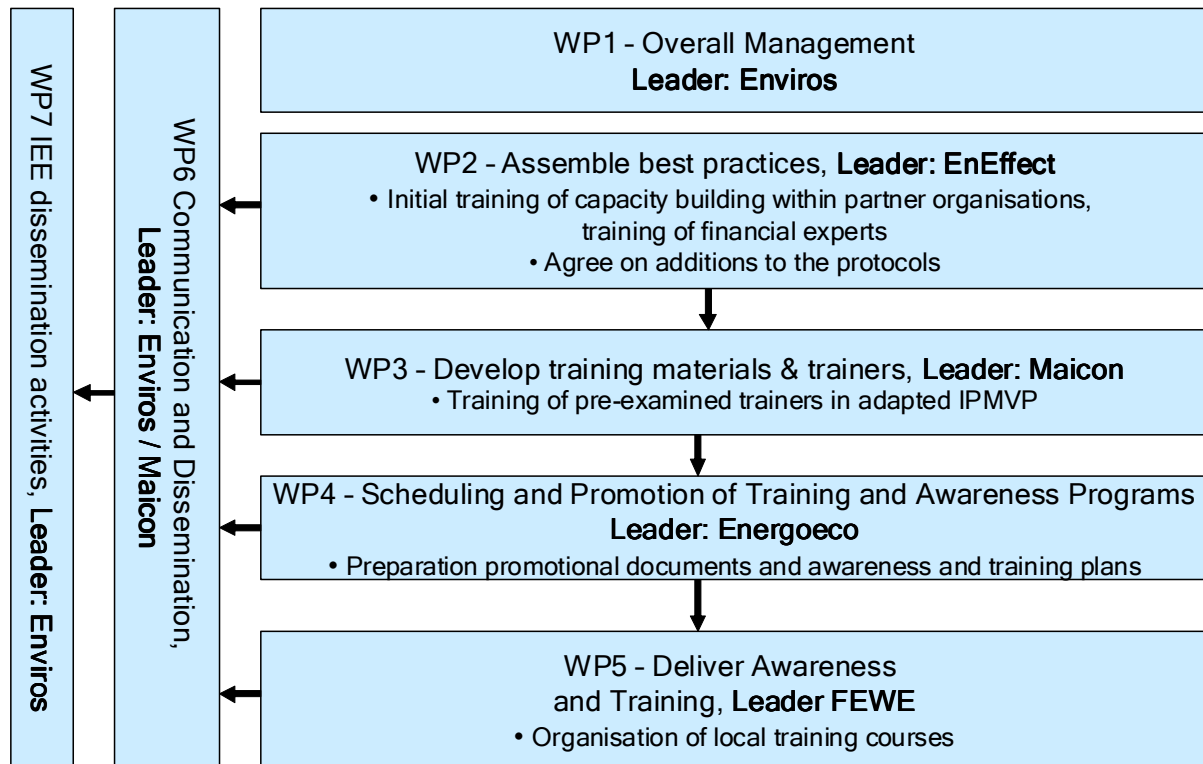 WP7 IEE dissemination activities, Leader: Enviros
WP6 Communication and Dissemination,
Leader: Enviros / Maicon
WP1 - Overall Management
Leader: Enviros
WP2 - Assemble best practices, Leader: EnEffect
• Initial training of capacity building within partner organisations,
training of financial experts
• Agree on additions to the protocols
WP3 - Develop training materials & trainers, Leader: Maicon
• Training of pre-examined trainers in adapted IPMVP
WP4 - Scheduling and Promotion of Training and Awareness Programs
Leader: Energoeco
• Preparation promotional documents and awareness and training plans
WP5 - Deliver Awareness
and Training, Leader FEWE
• Organisation of local training courses